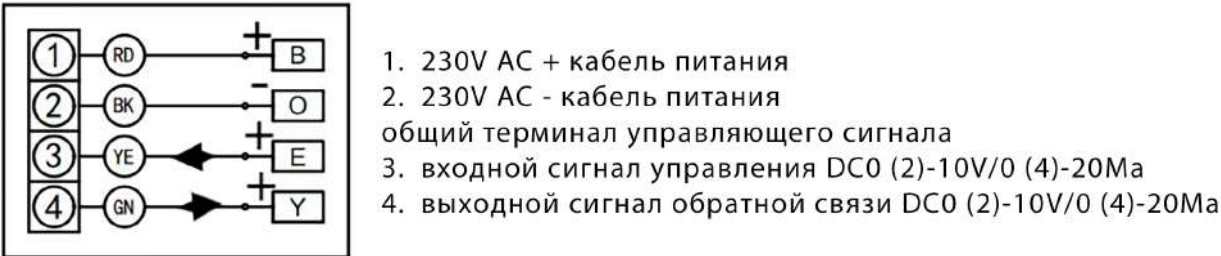 1 RD + B
2 BK - O
3 YE + E
4 GN + Y
1. 230V AC + кабель питания
2. 230V AC - кабель питания
общий терминал управляющего сигнала
3. входной сигнал управления DC0 (2)-10V/0 (4)-20Ma
4. выходной сигнал обратной связи DC0 (2)-10V/0 (4)-20Ma